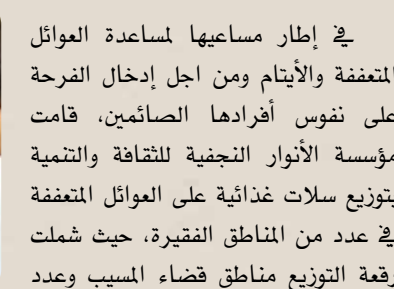 في إطار مساعيها لمساعدة العوائل
المتعففة والأيتام ومن اجل إدخال الفرحة
على نفوس أفرادها الصائمين، قامت
مؤسسة الأنوار النجفية للثقافة والتنمية
بتوزيع سلات غذائية على العوائل المتعففة
في عدد من المناطق الفقيرة، حيث شملت
رقعة التوزيع مناطق قضاء المسيب وعدد